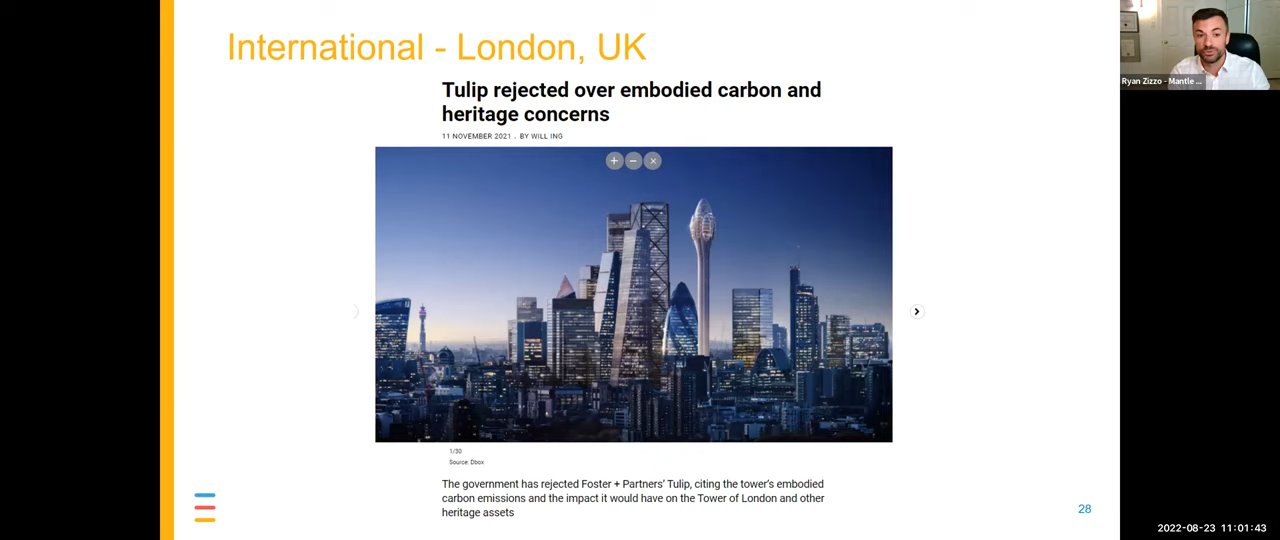 International - London, UK
Tulip rejected over embodied carbon and
heritage concerns
11 NOVEMBER 2021 . BY WILL ING
1/30
Source: Dbox
The government has rejected Foster + Partners' Tulip, citing the tower's embodied
carbon emissions and the impact it would have on the Tower of London and other
heritage assets
28
Ryan Zizzo - Mantle ...
2022-08-23 11:01:43